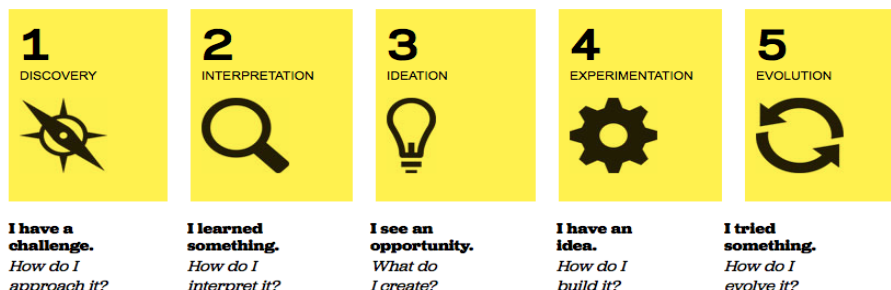 1
DISCOVERY
2
INTERPRETATION
3
IDEATION
4
EXPERIMENTATION
5
EVOLUTION
I have a
challenge.
How do I
approach it?
I learned
something.
How do I
interpret it?
I see an
opportunity.
What do
I create?
I have an
idea.
How do I
build it?
I tried
something.
How do I
evolve it?